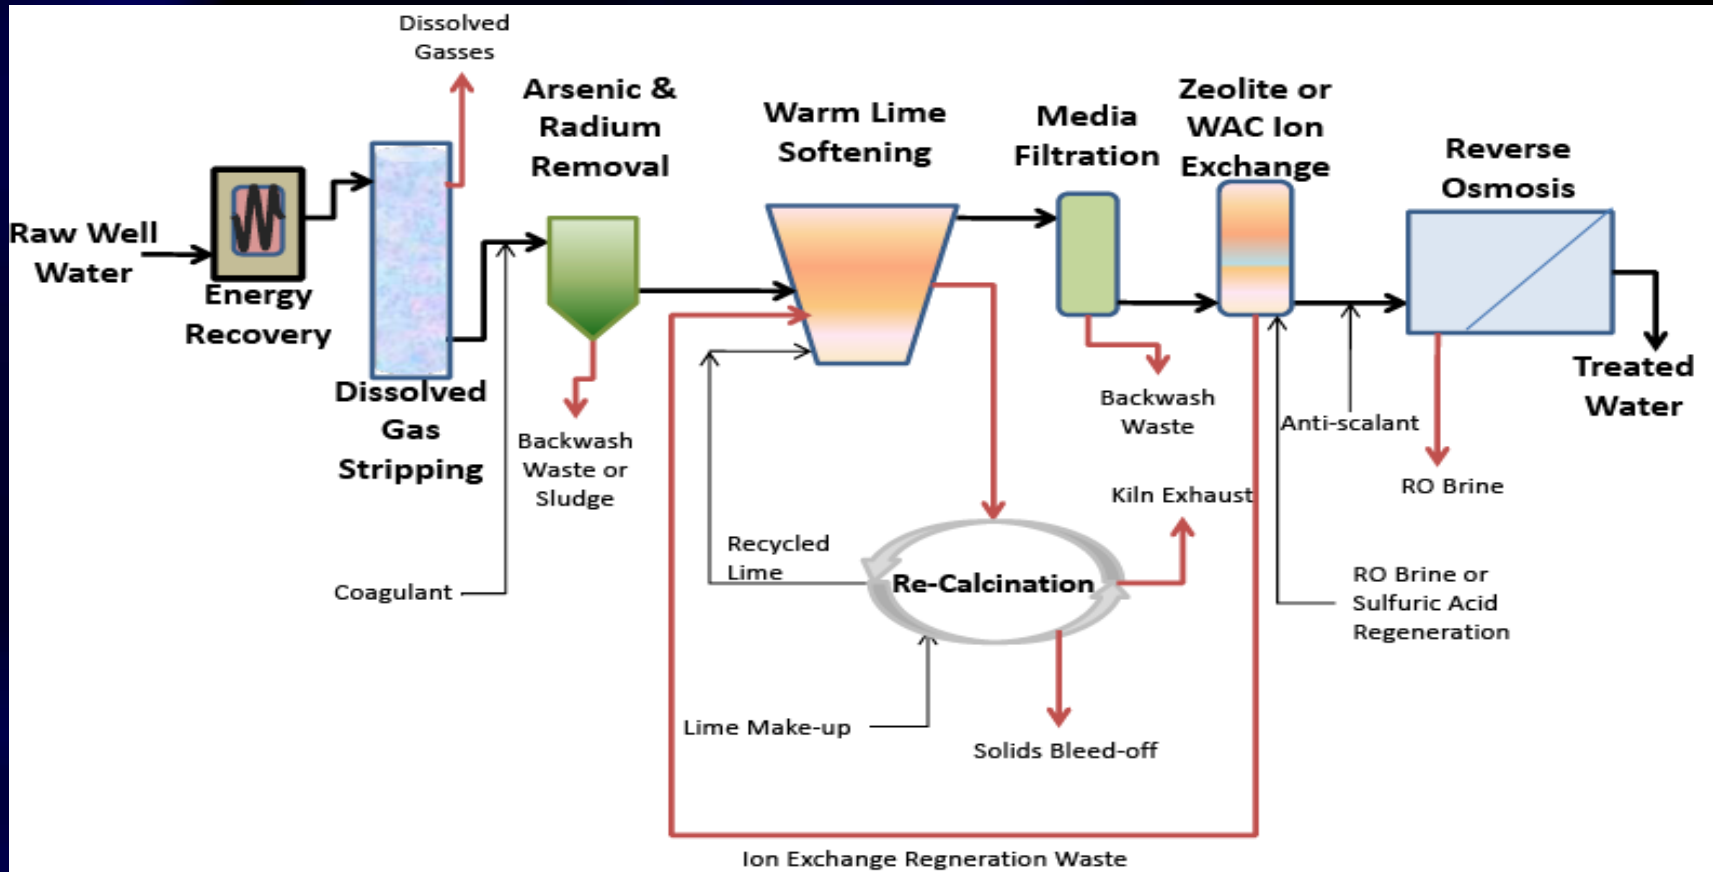 Dissolved
Gasses
Arsenic &
Radium
Removal
Warm Lime
Softening
Media
Filtration
Zeolite or
WAC Ion
Exchange
Reverse
Osmosis
Raw Well
Water
Energy
Recovery
Dissolved
Gas
Stripping
Backwash
Waste or
Sludge
Coagulant
Recycled
Lime
Re-Calcination
Lime Make-up
Solids Bleed-off
Kiln Exhaust
Backwash
Waste
Anti-scalant
RO Brine
Treated
Water
RO Brine or
Sulfuric Acid
Regeneration
Ion Exchange Regneration Waste